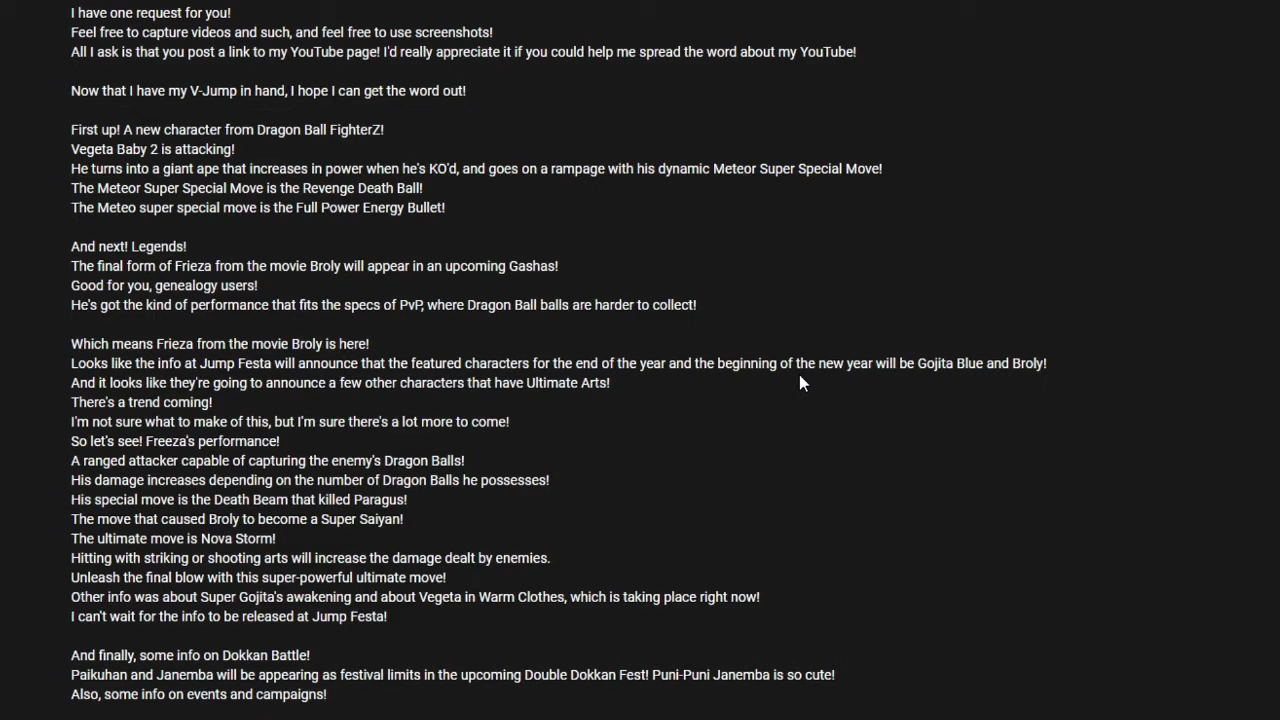 I have one request for you!
Feel free to capture videos and such, and feel free to use screenshots!
All I ask is that you post a link to my YouTube page! I'd really appreciate it if you could help me spread the word about my YouTube!
Now that I have my V-Jump in hand, I hope I can get the word out!
First up! A new character from Dragon Ball FighterZ!
Vegeta Baby 2 is attacking!
He turns into a giant ape that increases in power when he's KO'd, and goes on a rampage with his dynamic Meteor Super Special Move!
The Meteor Super Special Move is the Revenge Death Ball!
The Meteo super special move is the Full Power Energy Bullet!
And next! Legends!
The final form of Frieza from the movie Broly will appear in an upcoming Gashas!
Good for you, genealogy users!
He's got the kind of performance that fits the specs of PvP, where Dragon Ball balls are harder to collect!
Which means Frieza from the movie Broly is here!
Looks like the info at Jump Festa will announce that the featured characters for the end of the year and the beginning of the new year will be Gojita Blue and Broly!
And it looks like they're going to announce a few other characters that have Ultimate Arts!
There's a trend coming!
I'm not sure what to make of this, but I'm sure there's a lot more to come!
So let's see! Freeza's performance!
A ranged attacker capable of capturing the enemy's Dragon Balls!
His damage increases depending on the number of Dragon Balls he possesses!
His special move is the Death Beam that killed Paragus!
The move that caused Broly to become a Super Saiyan!
The ultimate move is Nova Storm!
Hitting with striking or shooting arts will increase the damage dealt by enemies.
Unleash the final blow with this super-powerful ultimate move!
Other info was about Super Gojita's awakening and about Vegeta in Warm Clothes, which is taking place right now!
I can't wait for the info to be released at Jump Festa!
And finally, some info on Dokkan Battle!
Paikuhan and Janemba will be appearing as festival limits in the upcoming Double Dokkan Fest! Puni-Puni Janemba is so cute!
Also, some info on events and campaigns!